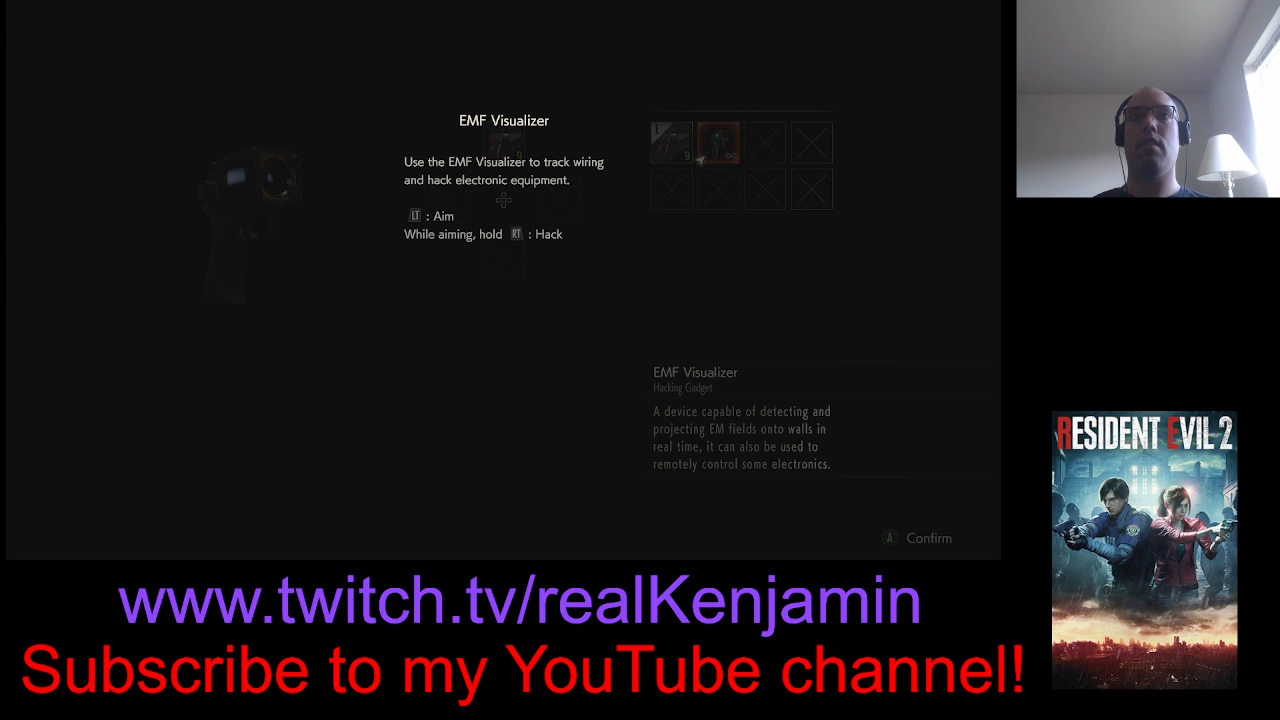 EMF Visualizer
Use the EMF Visualizer to track wiring
and hack electronic equipment.
LT : Aim
While aiming, hold RT : Hack
E
9
∞
EMF Visualizer
Hacking Gadget
A device capable of detecting and
projecting EM fields onto walls in
real time, it can also be used to
remotely control some electronics.
A Confirm
RESIDENT EVIL 2
www.twitch.tv/realKenjamin
Subscribe to my YouTube channel!